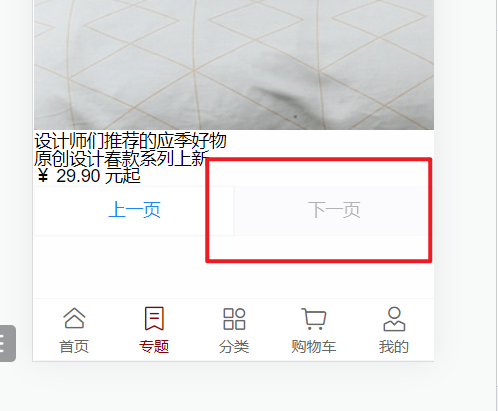 设计师们推荐的应季好物
原创设计春款系列上新
¥ 29.90 元起
上一页 下一页
首页 专题 分类 购物车 我的